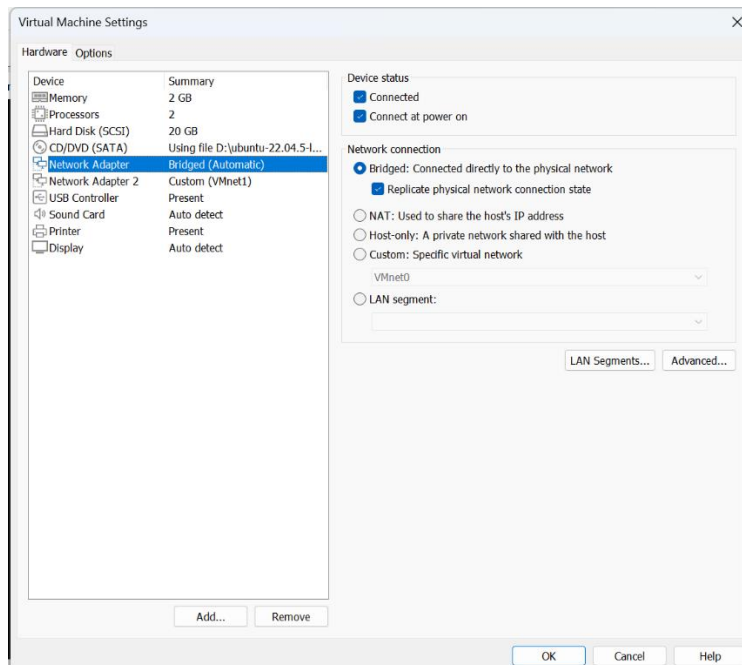 Virtual Machine Settings
Hardware Options
Device Summary
Memory 2 GB
Processors 2
Hard Disk (SCSI) 20 GB
CD/DVD (SATA) Using file D:\ubuntu-22.04.5-l...
Network Adapter Bridged (Automatic)
Network Adapter 2 Custom (VMnet1)
USB Controller Present
Sound Card Auto detect
Printer Present
Display Auto detect
Add... Remove
Device status
Connected
Connect at power on
Network connection
Bridged: Connected directly to the physical network
Replicate physical network connection state
NAT: Used to share the host's IP address
Host-only: A private network shared with the host
Custom: Specific virtual network
VMnet0
LAN segment:
LAN Segments... Advanced...
OK Cancel Help